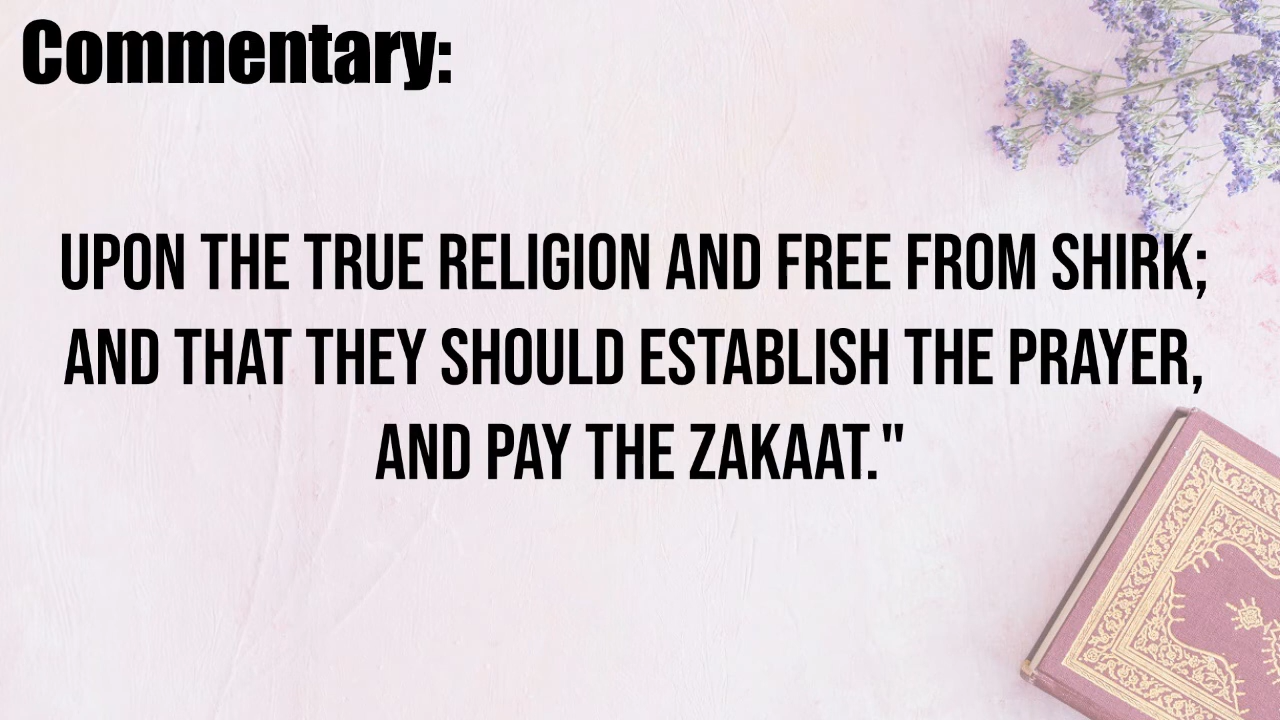 Commentary:
UPON THE TRUE RELIGION AND FREE FROM SHIRK;
AND THAT THEY SHOULD ESTABLISH THE PRAYER,
AND PAY THE ZAKAAT."